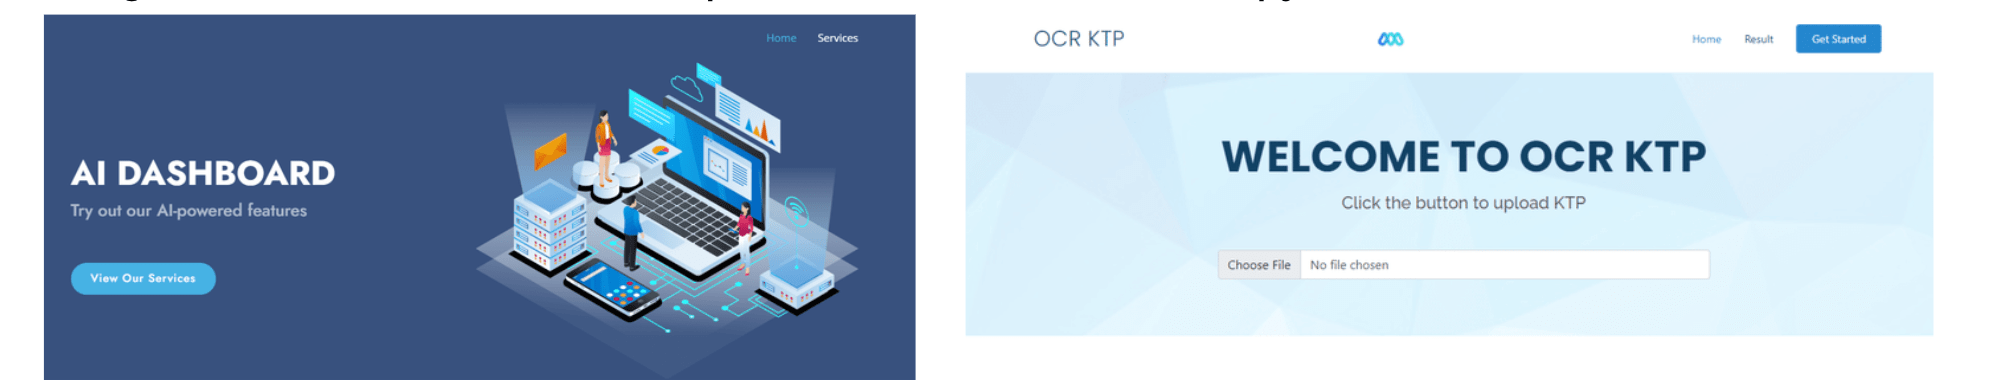 Home Services
AI DASHBOARD
Try out our AI-powered features
View Our Services
OCR KTP
Home Result Get Started
WELCOME TO OCR KTP
Click the button to upload KTP
Choose File No file chosen